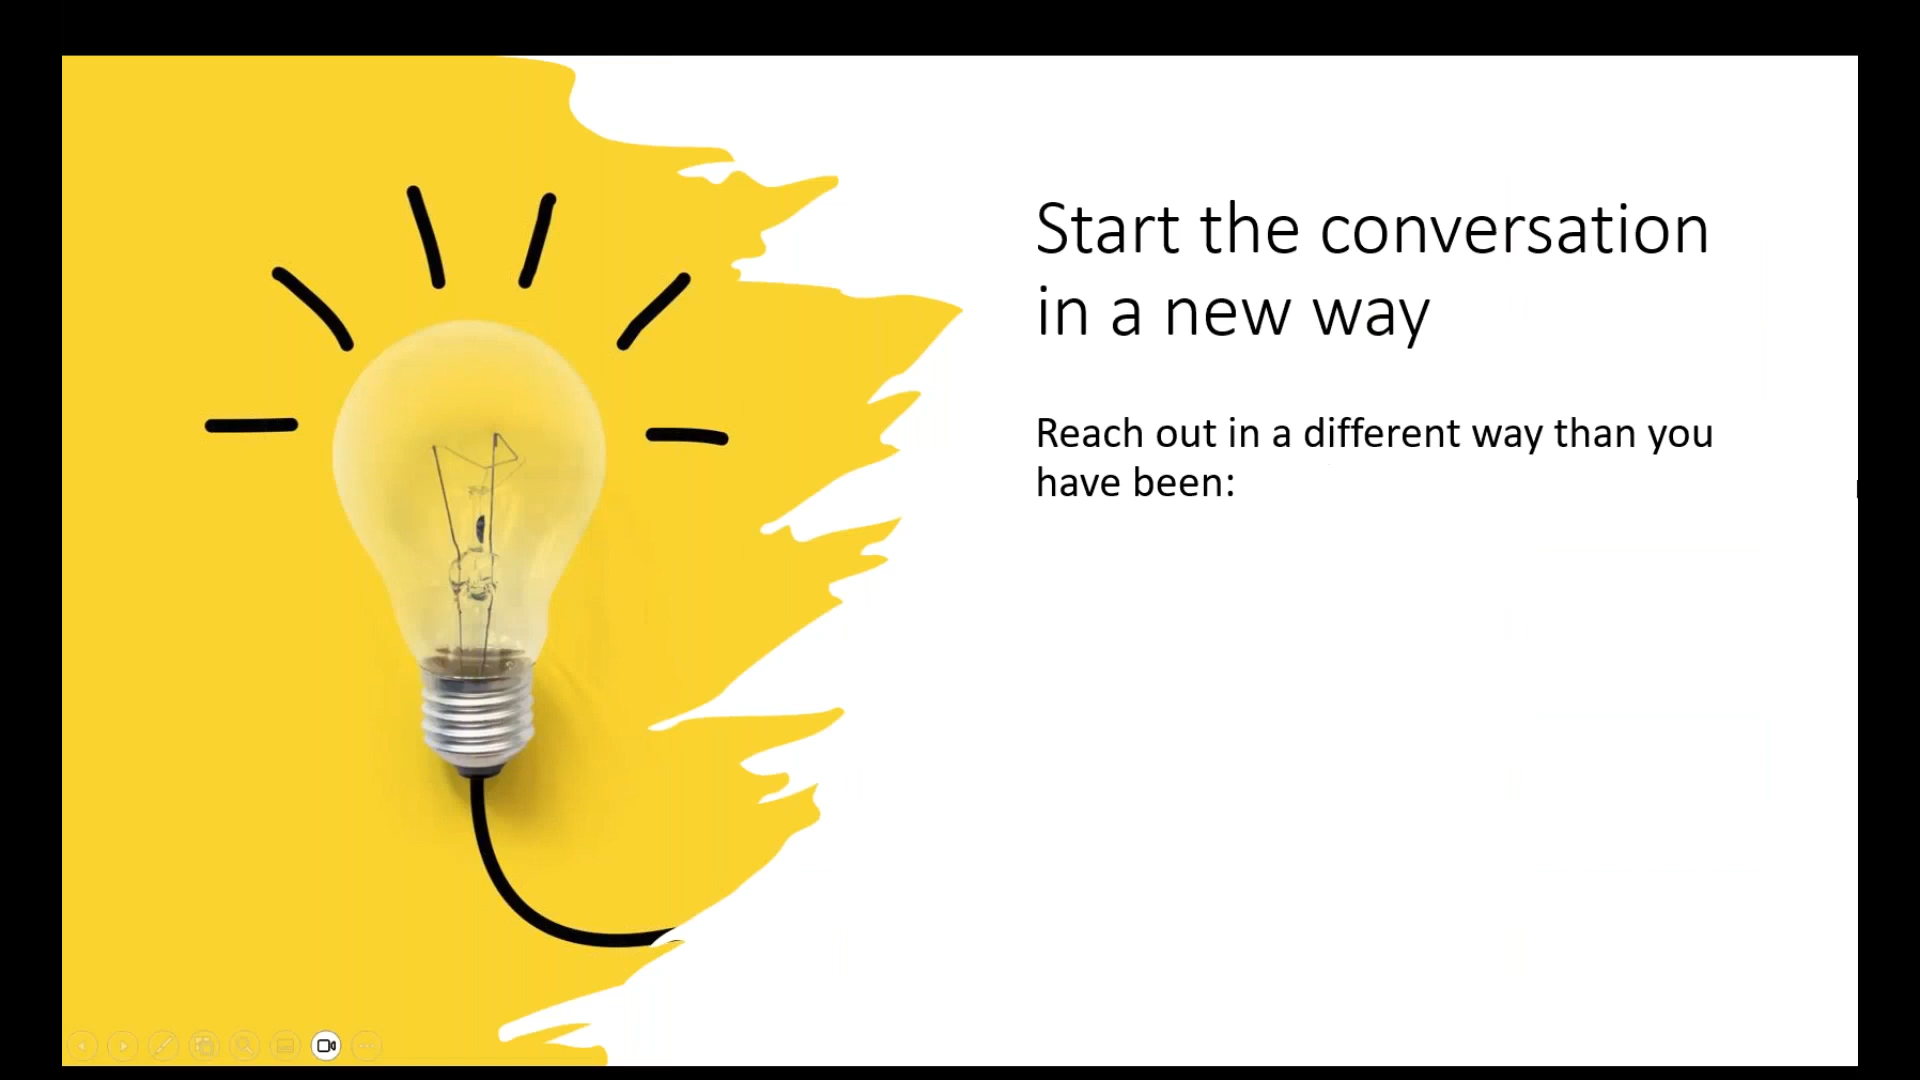 Start the conversation
in a new way
Reach out in a different way than you
have been: